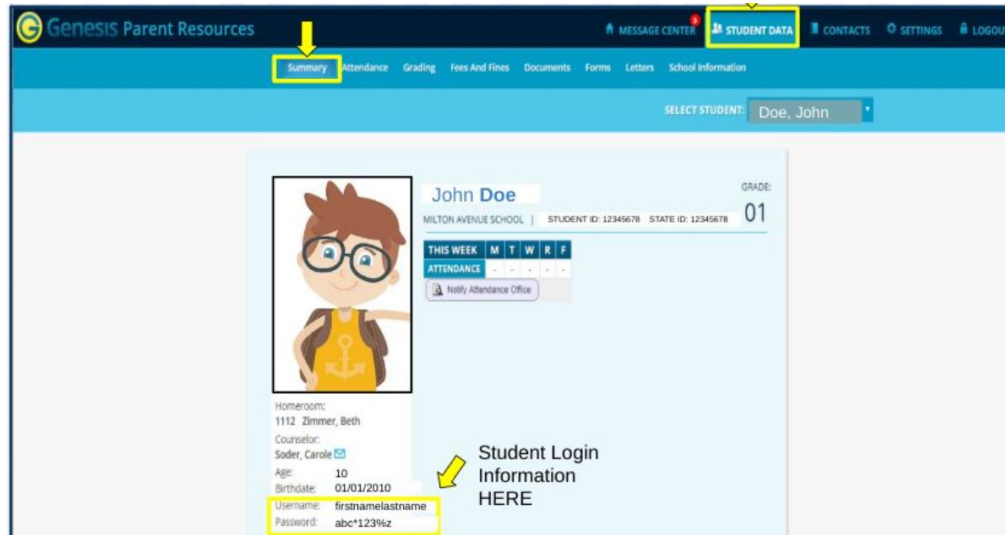 Genesis Parent Resources
MESSAGE CENTER 3 STUDENT DATA CONTACTS SETTINGS LOGOU
Summary Attendance Grading Fees And Fines Documents Forms Letters School Information
SELECT STUDENT: Doe, John
John Doe
GRADE:
MILTON AVENUE SCHOOL | STUDENT ID: 12345678 STATE ID: 12345678 01
THIS WEEK M T W R F
ATTENDANCE - - - - -
Notify Attendance Office
Homeroom:
1112 Zimmer, Beth
Counselor:
Soder, Carole
Age: 10
Birthdate: 01/01/2010
Username: firstnamelastname
Password: abc*123%z
Student Login
Information
HERE